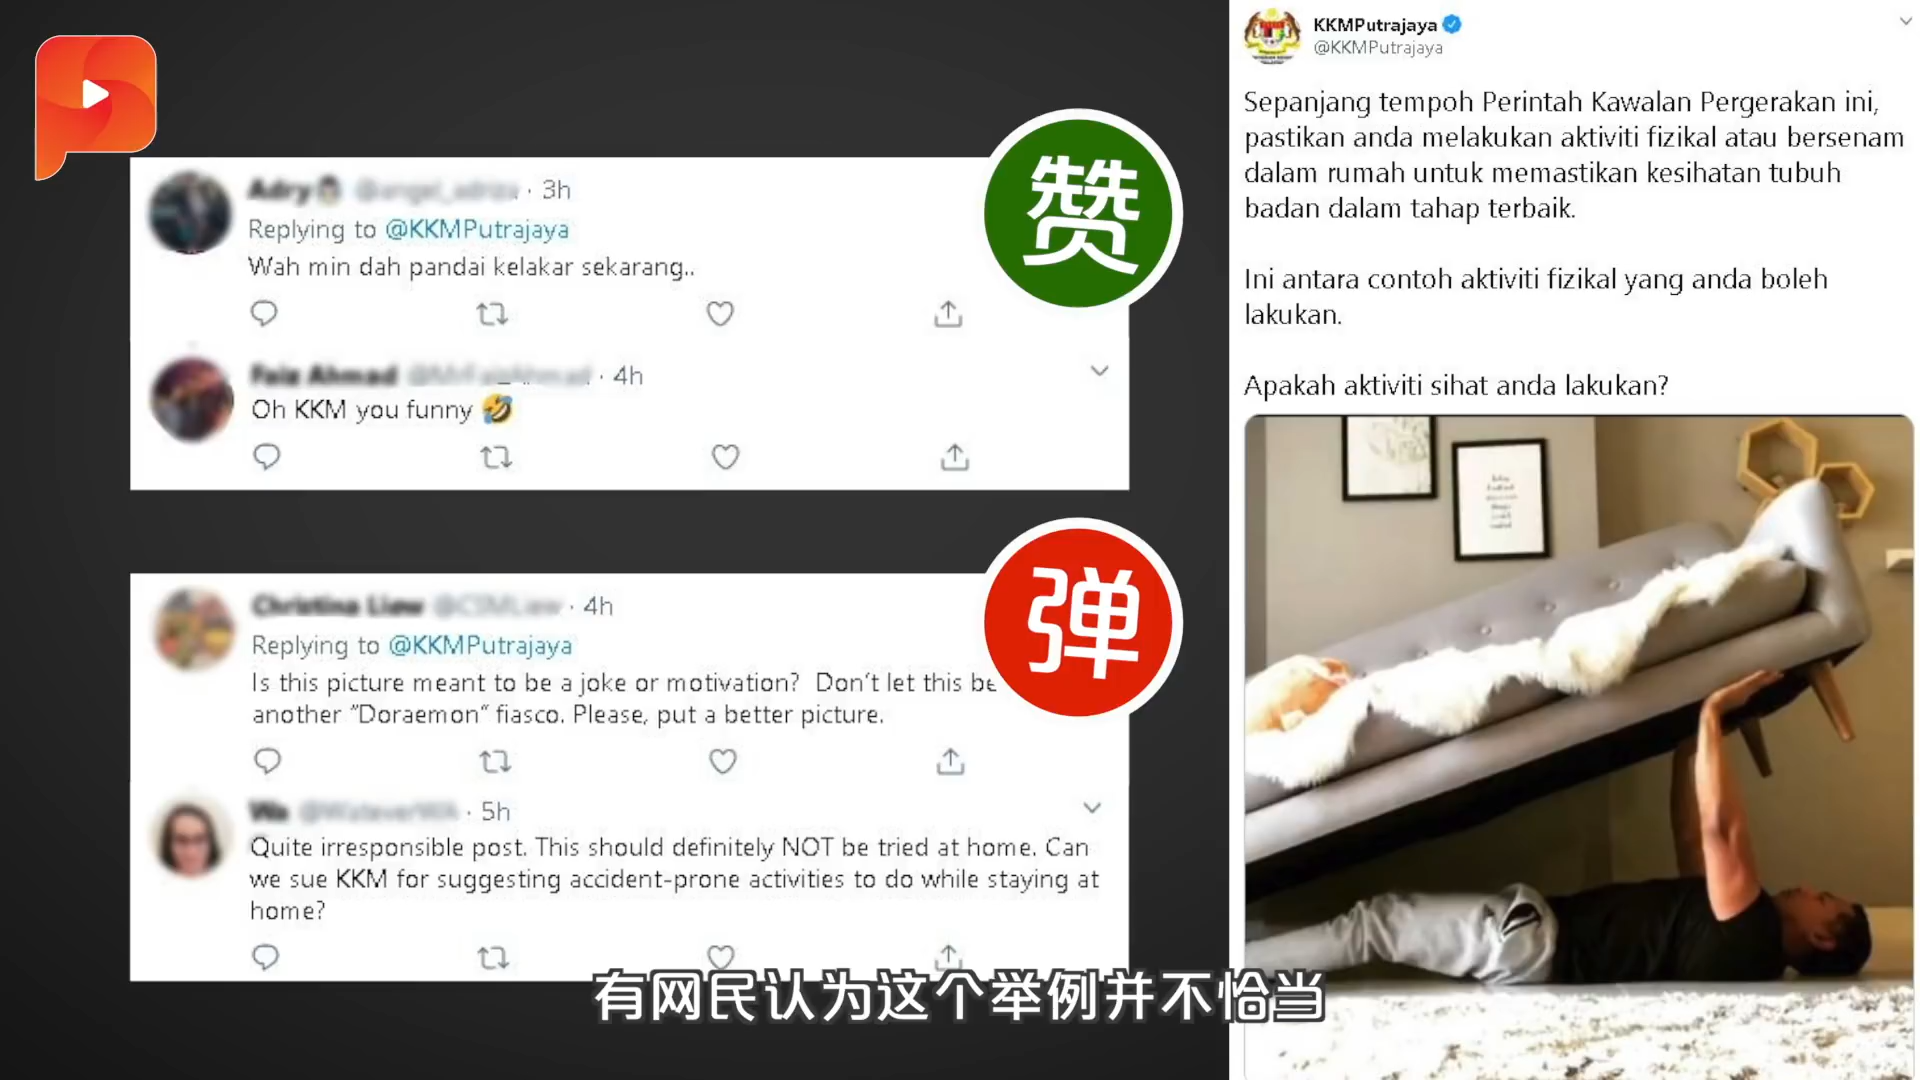 Adry · 3h
Replying to @KKMPutrajaya
Wah min dah pandai kelakar sekarang..
Faiz Ahmad · 4h
Oh KKM you funny 🤣
赞
Christina Liew · 4h
Replying to @KKMPutrajaya
Is this picture meant to be a joke or motivation? Don't let this be
another "Doraemon" fiasco. Please, put a better picture.
弹
· 5h
Quite irresponsible post. This should definitely NOT be tried at home. Can
we sue KKM for suggesting accident-prone activities to do while staying at
home?
KKMPutrajaya
@KKMPutrajaya
Sepanjang tempoh Perintah Kawalan Pergerakan ini,
pastikan anda melakukan aktiviti fizikal atau bersenam
dalam rumah untuk memastikan kesihatan tubuh
badan dalam tahap terbaik.
Ini antara contoh aktiviti fizikal yang anda boleh
lakukan.
Apakah aktiviti sihat anda lakukan?
有网民认为这个举例并不恰当